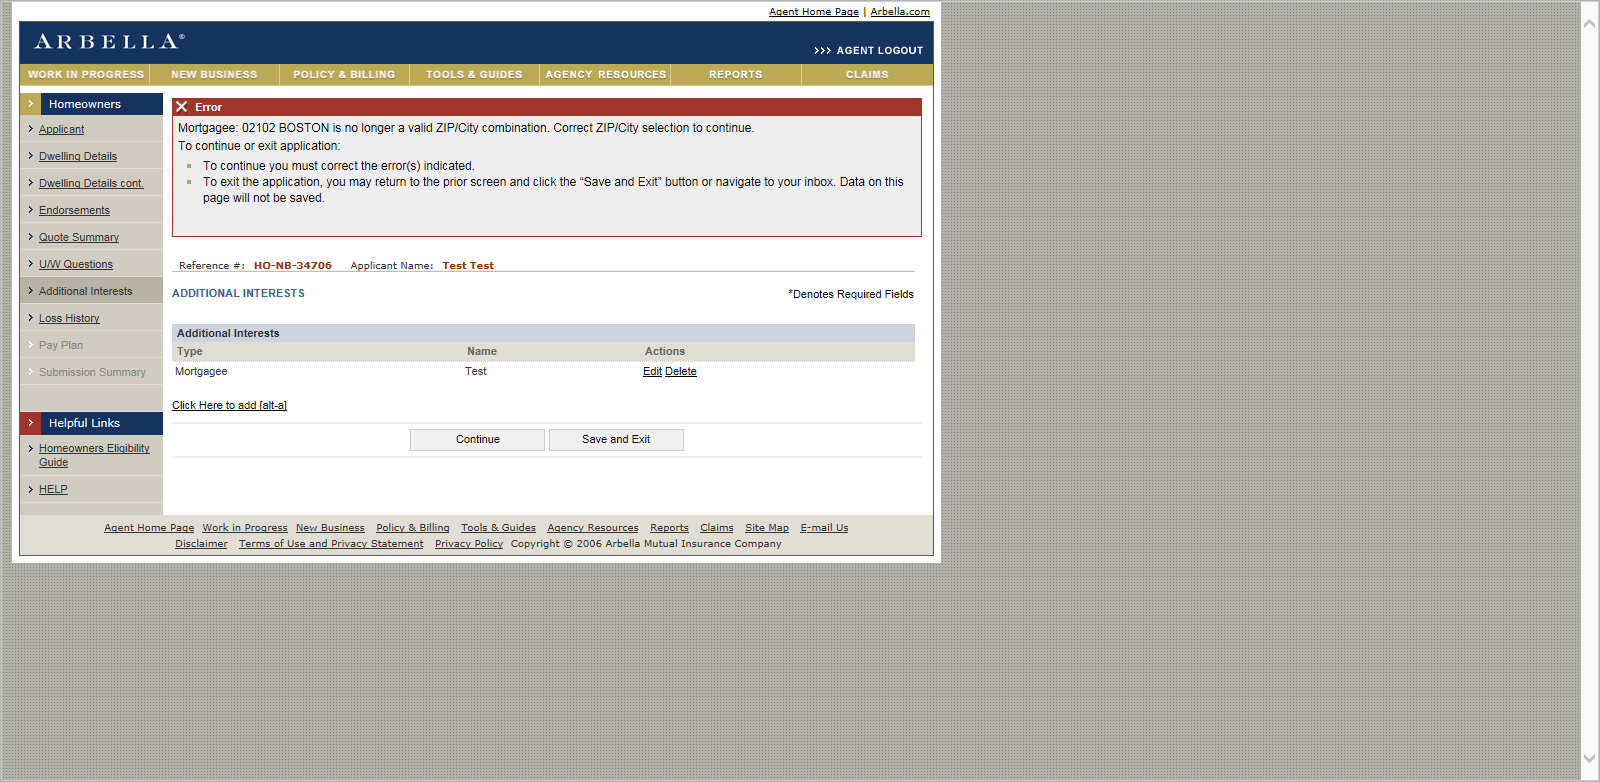 Agent Home Page | Arbella.com
ARBELLA®
>>> AGENT LOGOUT
WORK IN PROGRESS NEW BUSINESS POLICY & BILLING TOOLS & GUIDES AGENCY RESOURCES REPORTS CLAIMS
Homeowners
Applicant
Dwelling Details
Dwelling Details cont.
Endorsements
Quote Summary
U/W Questions
Additional Interests
Loss History
Pay Plan
Submission Summary
Helpful Links
Homeowners Eligibility
Guide
HELP
Error
Mortgagee: 02102 BOSTON is no longer a valid ZIP/City combination. Correct ZIP/City selection to continue.
To continue or exit application:
To continue you must correct the error(s) indicated.
To exit the application, you may return to the prior screen and click the “Save and Exit” button or navigate to your inbox. Data on this
page will not be saved.
Reference #: HO-NB-34706 Applicant Name: Test Test
ADDITIONAL INTERESTS
*Denotes Required Fields
Additional Interests
Type Name Actions
Mortgagee Test Edit Delete
Click Here to add [alt-a]
Continue Save and Exit
Agent Home Page Work in Progress New Business Policy & Billing Tools & Guides Agency Resources Reports Claims Site Map E-mail Us
Disclaimer Terms of Use and Privacy Statement Privacy Policy Copyright © 2006 Arbella Mutual Insurance Company